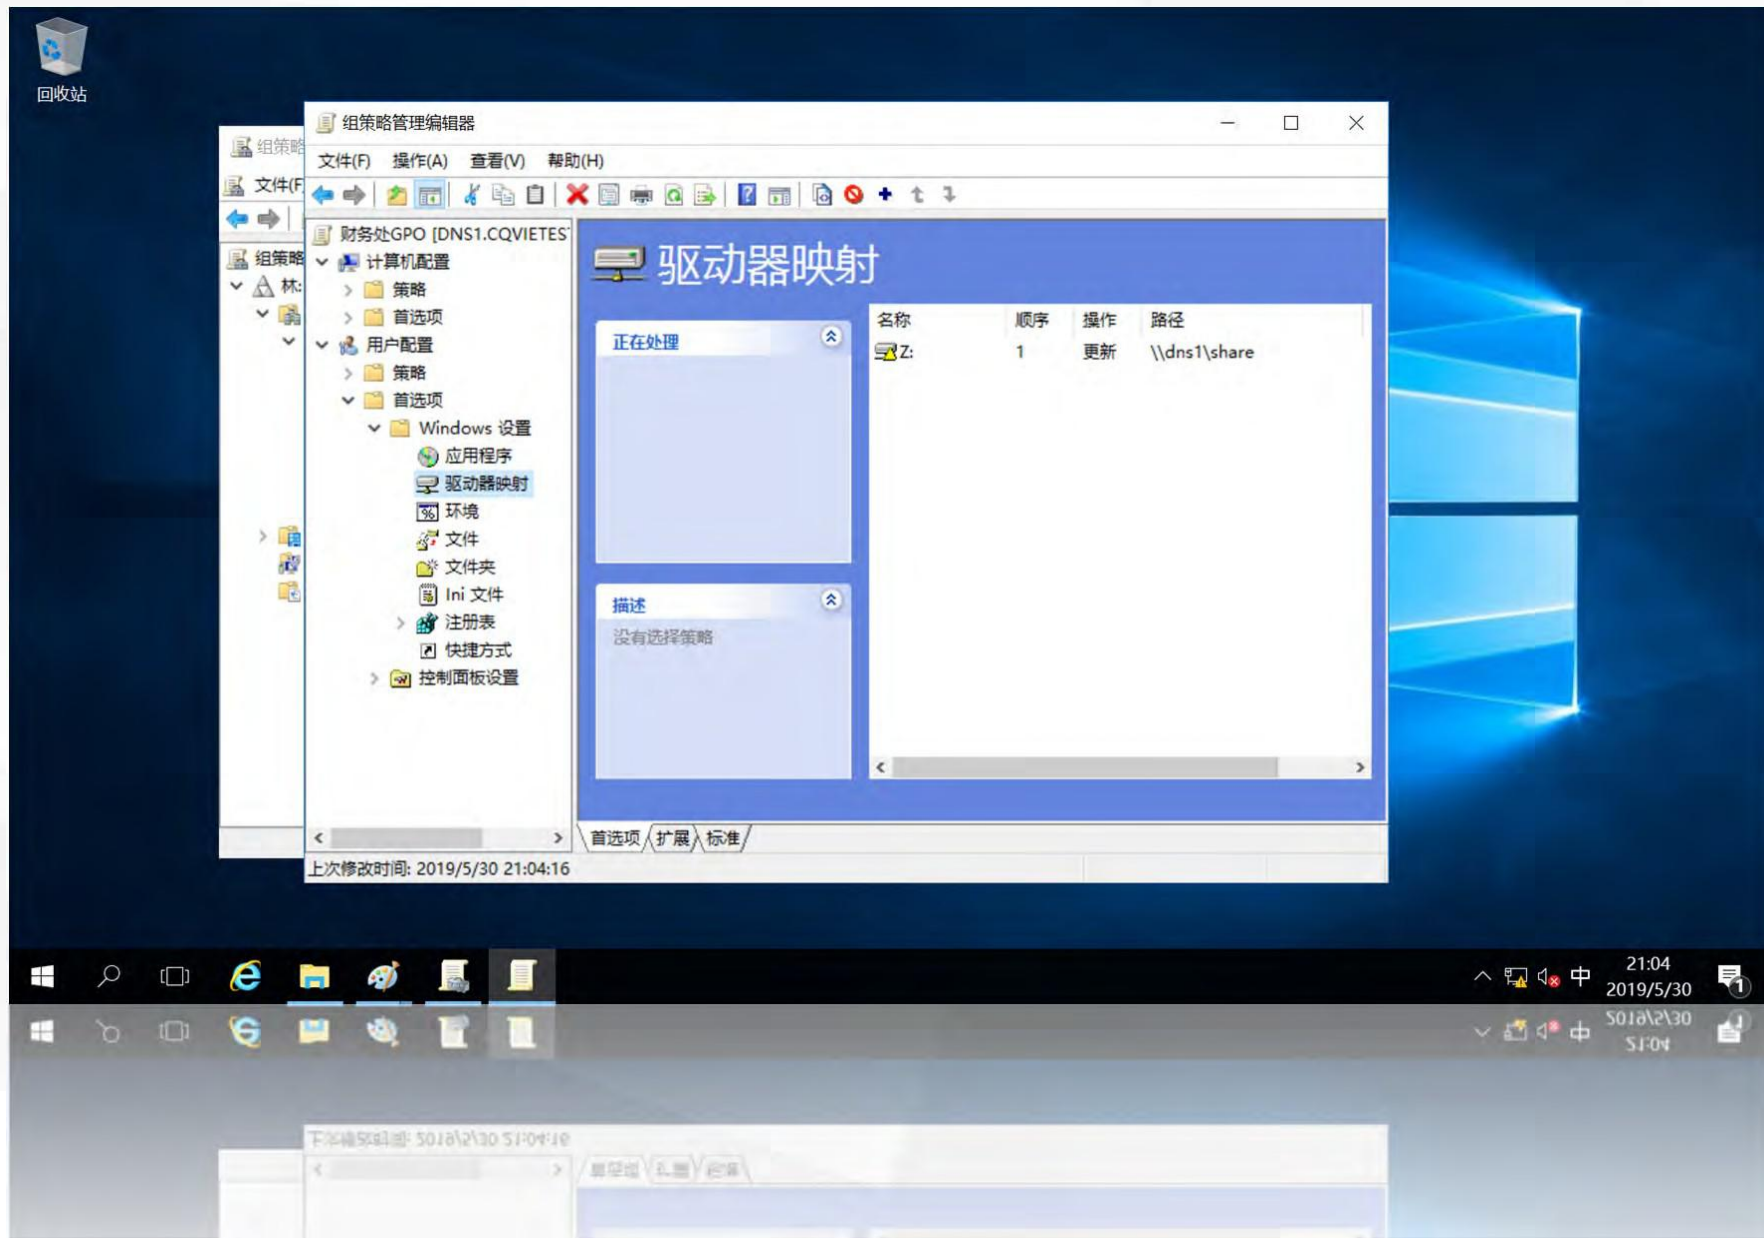 回收站
组策略管理编辑器
文件(F) 操作(A) 查看(V) 帮助(H)
组策略
文件(F
组策略
林:
财务处GPO [DNS1.CQVIETES
计算机配置
策略
首选项
用户配置
策略
首选项
Windows 设置
应用程序
驱动器映射
环境
文件
文件夹
Ini 文件
注册表
快捷方式
控制面板设置
驱动器映射
正在处理
描述
没有选择策略
名称 顺序 操作 路径
Z: 1 更新 \\dns1\share
首选项 扩展 标准
上次修改时间: 2019/5/30 21:04:16
中
21:04
2019/5/30
1